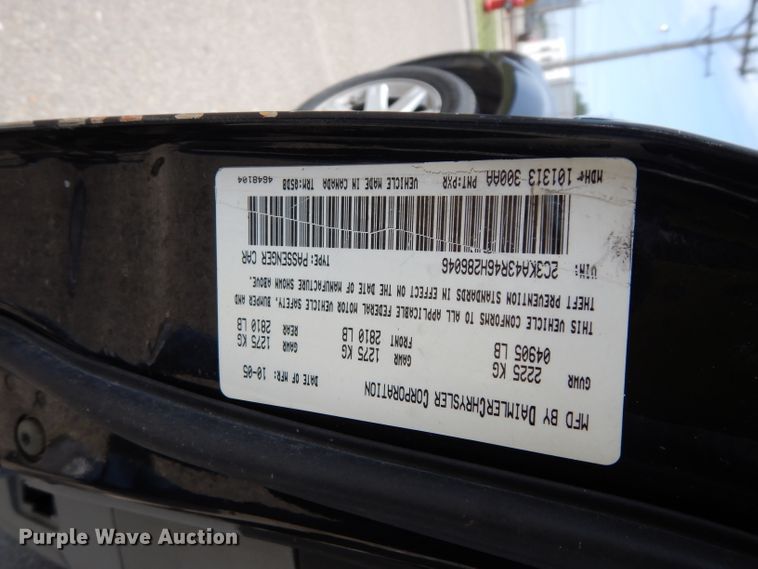 MFD BY DAIMLERCHRYSLER CORPORATION
DATE OF MFR: 10-05
GVWR GAWR FRONT GAWR REAR
2225 KG 1275 KG 1275 KG
04905 LB 2810 LB 2810 LB
THIS VEHICLE CONFORMS TO ALL APPLICABLE FEDERAL MOTOR VEHICLE SAFETY, BUMPER AND
THEFT PREVENTION STANDARDS IN EFFECT ON THE DATE OF MANUFACTURE SHOWN ABOVE.
VIN: 2C3KA43R46H286046 TYPE: PASSENGER CAR
MDH# 101313 300AA PNT: PXR VEHICLE MADE IN CANADA TRM: QSDB 4648104
Purple Wave Auction